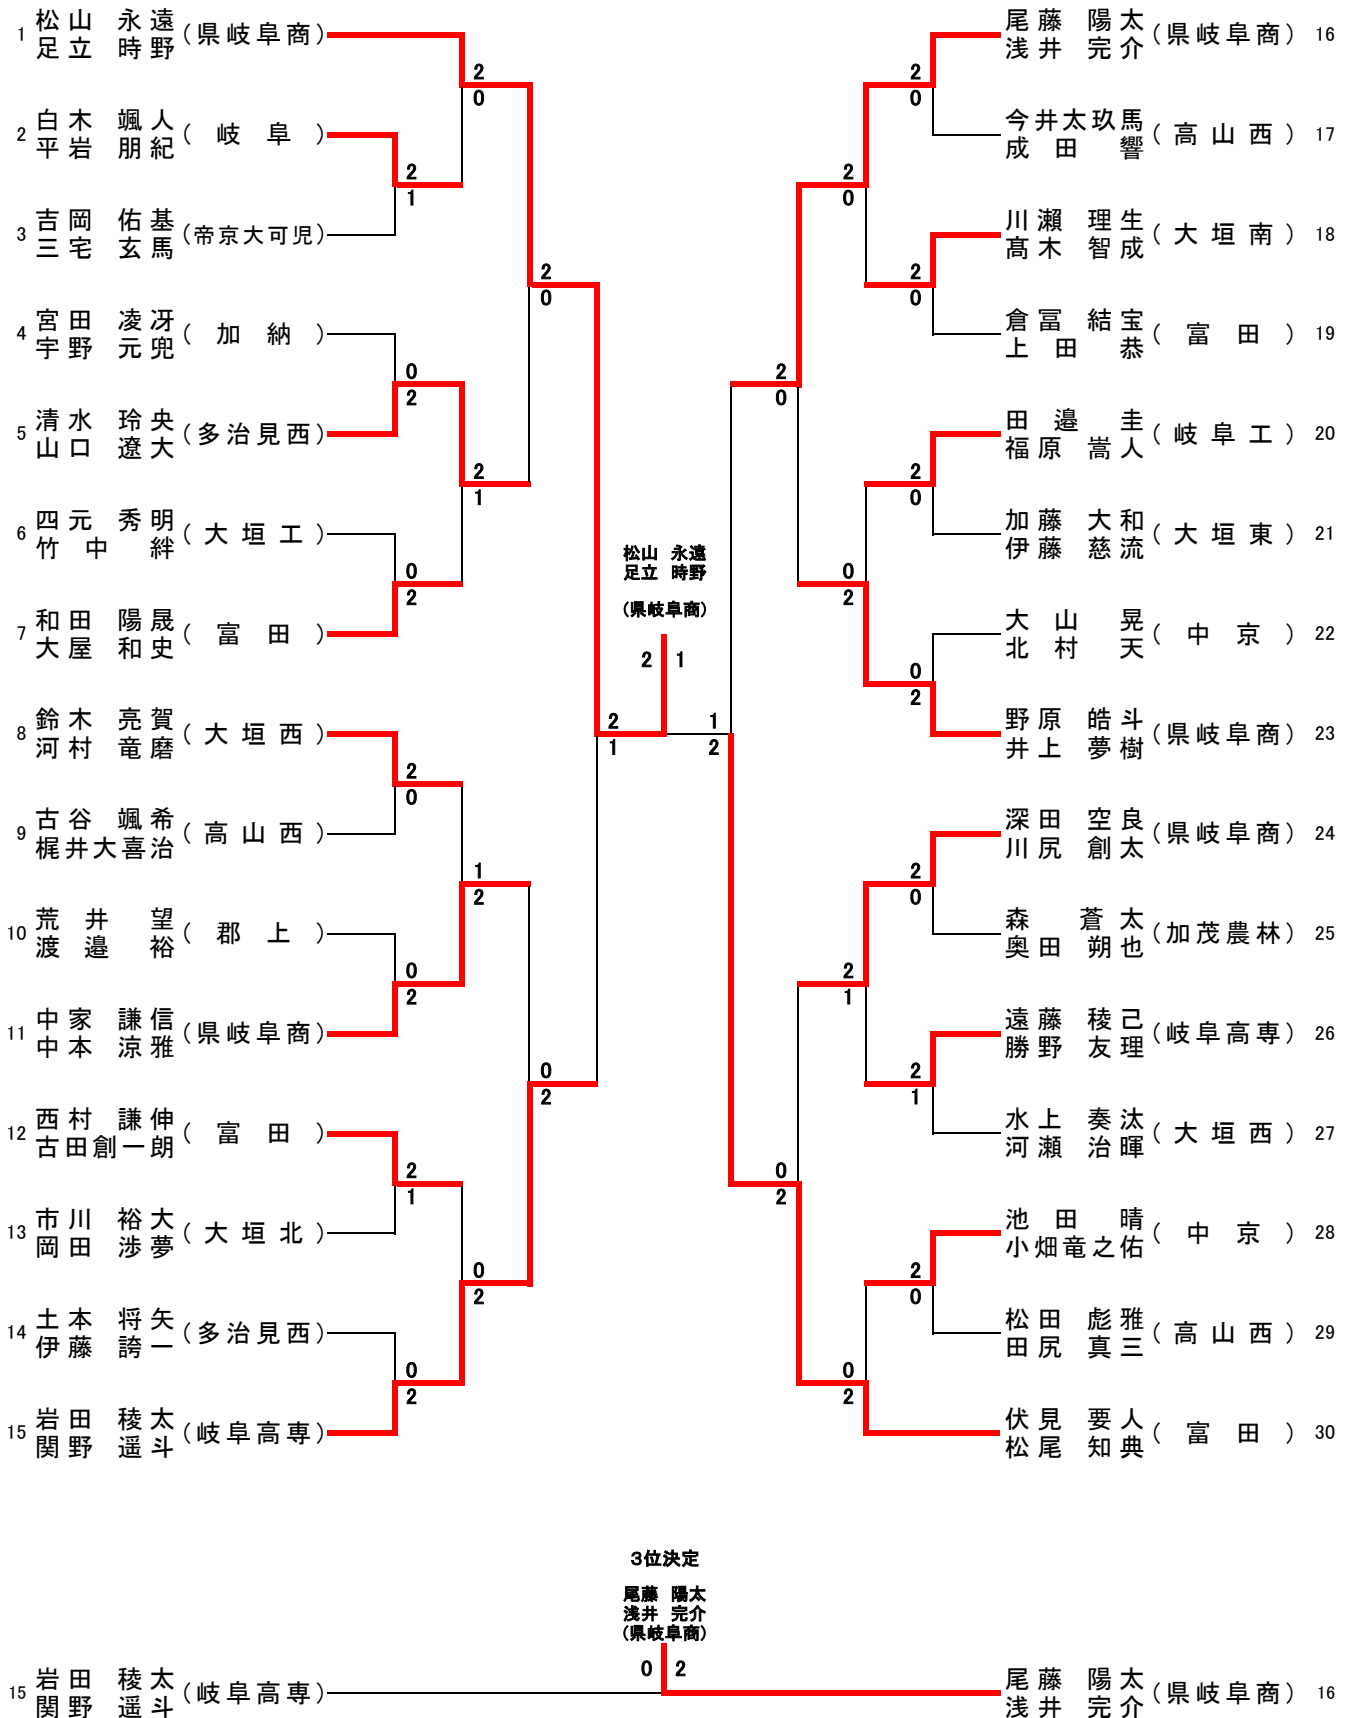 1 松山 永遠 (県岐阜商)
足立 時野
2 白木 颯人 (岐阜)
平岩 朋紀
3 吉岡 佑基 (帝京大可児)
三宅 玄馬
4 宮田 凌冴 (加納)
宇野 元兜
5 清水 玲央 (多治見西)
山口 遼大
6 四元 秀明 (大垣工)
竹中 絆
7 和田 陽晟 (富田)
大屋 和史
8 鈴木 亮賀 (大垣西)
河村 竜磨
9 古谷 颯希 (高山西)
梶井大喜治
10 荒井 望 (郡上)
渡邉 裕
11 中家 謙信 (県岐阜商)
中本 涼雅
12 西村 謙伸 (富田)
古田創一朗
13 市川 裕大 (大垣北)
岡田 渉夢
14 土本 将矢 (多治見西)
伊藤 誇一
15 岩田 稜太 (岐阜高専)
関野 遥斗
2
1
0
2
0
2
2
0
0
2
2
1
0
2
2
0
2
1
1
2
0
2
2
0
0
2
2
1
松山 永遠
足立 時野
(県岐阜商)
2 1
1
2
2
0
0
2
2
0
0
2
2
1
0
2
2
0
2
0
2
0
0
2
2
0
2
1
2
0
尾藤 陽太 (県岐阜商) 16
浅井 完介
今井太玖馬 (高山西) 17
成田 響
川瀬 理生 (大垣南) 18
髙木 智成
倉冨 結宝 (富田) 19
上田 恭
田邉 圭 (岐阜工) 20
福原 嵩人
加藤 大和 (大垣東) 21
伊藤 慈流
大山 晃 (中京) 22
北村 天
野原 皓斗 (県岐阜商) 23
井上 夢樹
深田 空良 (県岐阜商) 24
川尻 創太
森 蒼太 (加茂農林) 25
奥田 朔也
遠藤 稜己 (岐阜高専) 26
勝野 友理
水上 奏汰 (大垣西) 27
河瀬 治暉
池田 晴 (中京) 28
小畑竜之佑
松田 彪雅 (高山西) 29
田尻 真三
伏見 要人 (富田) 30
松尾 知典
3位決定
尾藤 陽太
浅井 完介
(県岐阜商)
0 2
15 岩田 稜太 (岐阜高専)
関野 遥斗
尾藤 陽太 (県岐阜商) 16
浅井 完介